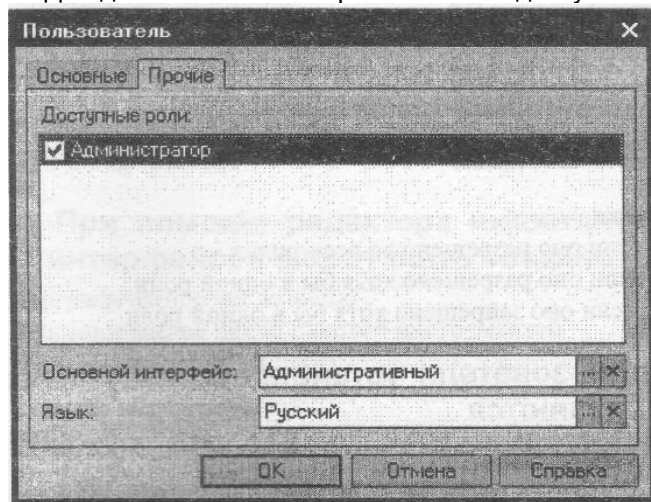 Пользователь
Основные Прочие
Доступные роли:
Администратор
Основной интерфейс: Административный ... ×
Язык: Русский ... ×
OK Отмена Справка